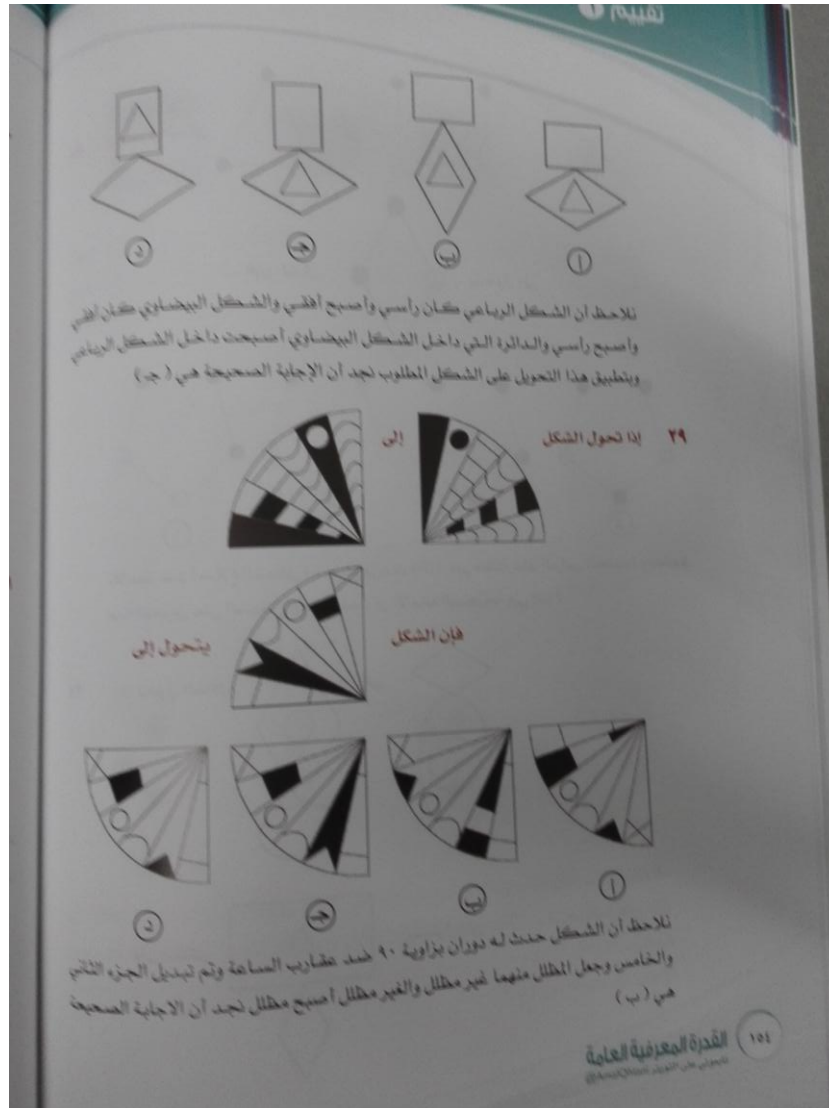 تقييم ١
أ
ب
جـ
د
نلاحظ أن الشكل الرباعي كان رأسي وأصبح أفقي والشكل البيضاوي كان أفقي
وأصبح رأسي والدائرة التي داخل الشكل البيضاوي أصبحت داخل الشكل الرباعي
وبتطبيق هذا التحويل على الشكل المطلوب نجد أن الإجابة الصحيحة هي ( جـ )
٢٩ إذا تحول الشكل إلى
فإن الشكل يتحول إلى
أ
ب
جـ
د
نلاحظ أن الشكل حدث له دوران بزاوية ٩٠ ضد عقارب الساعة وتم تبديل الجزء الثاني
والخامس وجعل المظلل منهما غير مظلل والغير مظلل أصبح مظلل نجد أن الاجابة الصحيحة
هي ( ب )
١٥٤ القدرة المعرفية العامة
تابعوني على التويتر